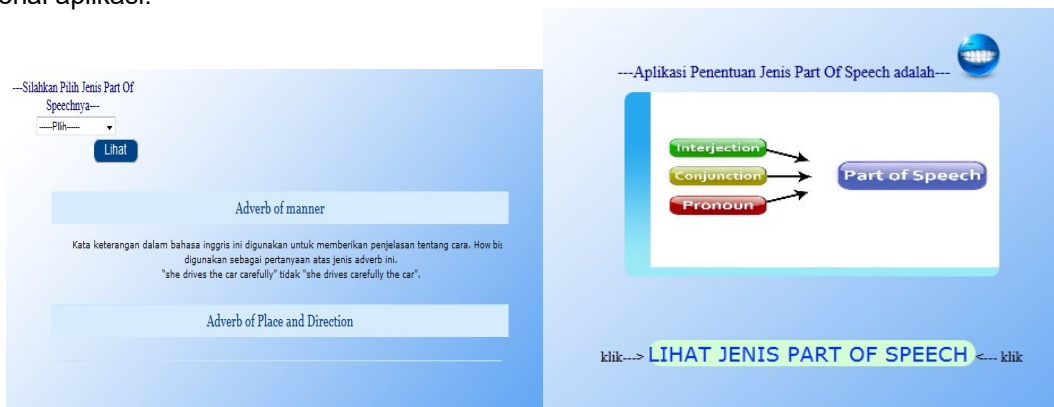 ---Silahkan Pilih Jenis Part Of
Speechnya---
-----Plih-----
Lihat
Adverb of manner
Kata keterangan dalam bahasa inggris ini digunakan untuk memberikan penjelasan tentang cara. How bis
digunakan sebagai pertanyaan atas jenis adverb ini.
"she drives the car carefully" tidak "she drives carefully the car".
Adverb of Place and Direction
---Aplikasi Penentuan Jenis Part Of Speech adalah---
Interjection
Conjunction
Pronoun
Part of Speech
klik---> LIHAT JENIS PART OF SPEECH <--- klik